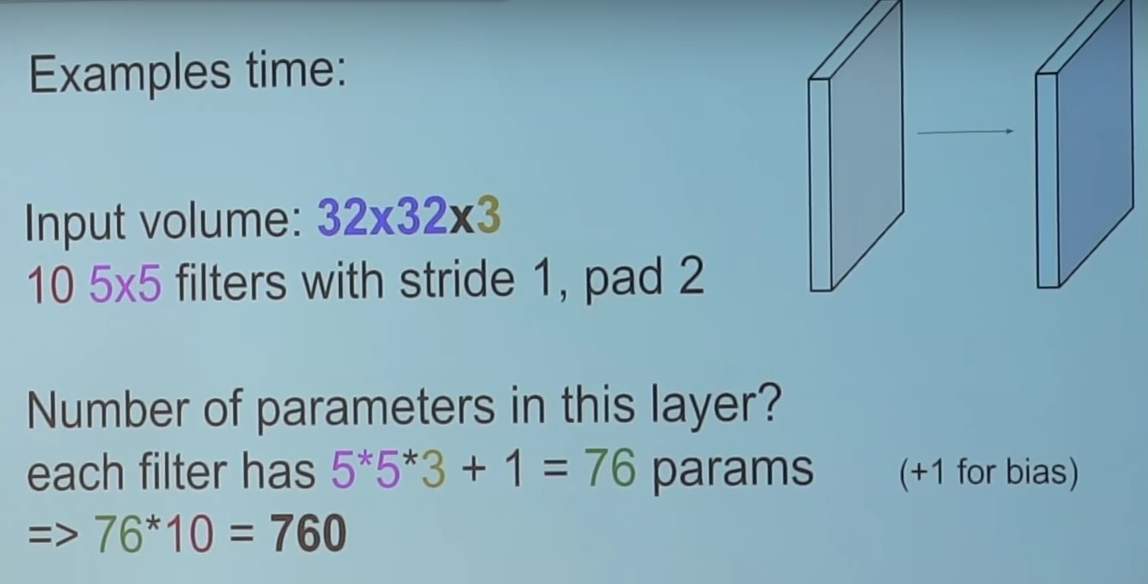 Examples time:
Input volume: 32x32x3
10 5x5 filters with stride 1, pad 2
Number of parameters in this layer?
each filter has 5*5*3 + 1 = 76 params (+1 for bias)
=> 76*10 = 760